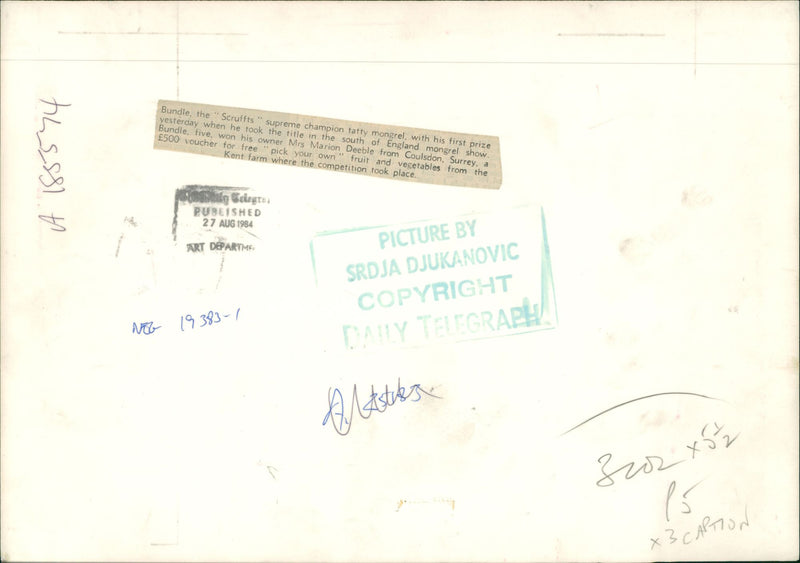 A 185574
Bundle, the "Scruffts" supreme champion tatty mongrel, with his first prize
yesterday when he took the title in the south of England mongrel show.
Bundle, five, won his owner Mrs Marion Deeble from Coulsdon, Surrey, a
£500 voucher for free "pick your own" fruit and vegetables from the
Kent farm where the competition took place.
PUBLISHED
27 AUG 1984
ART DEPARTME
PICTURE BY
SRDJA DJUKANOVIC
COPYRIGHT
DAILY TELEGRAPH
NEG 19383-1
P5
x3 CAPTION